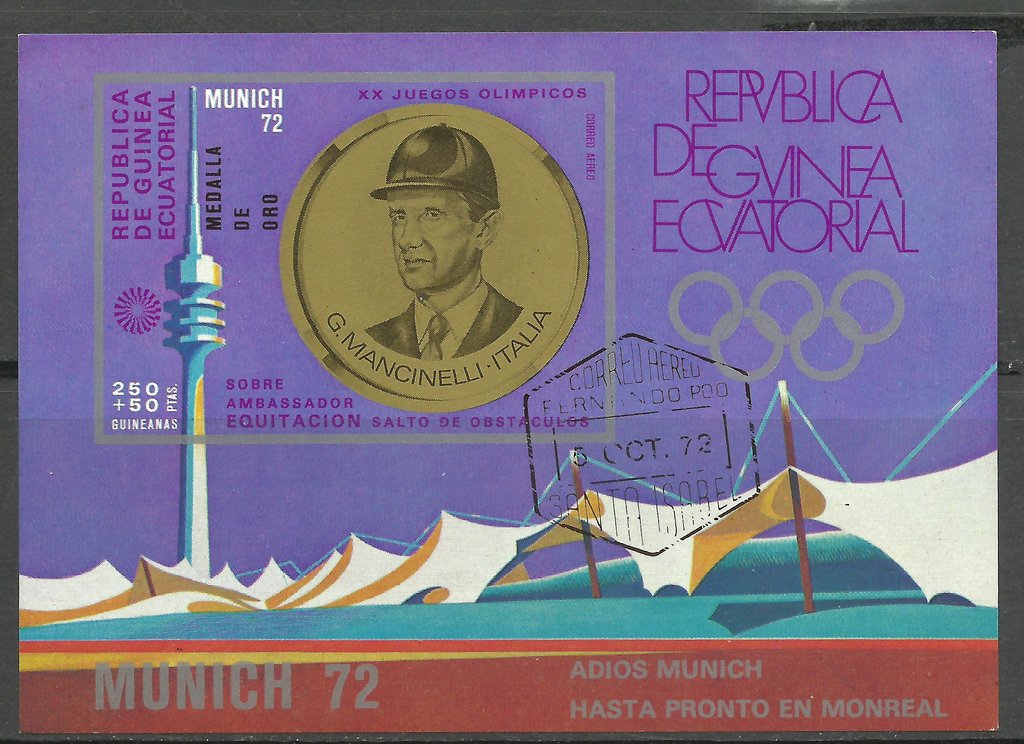 REPUBLICA
DE GUINEA
ECUATORIAL
MUNICH
72
MEDALLA
DE
ORO
XX JUEGOS OLIMPICOS
CORREO AEREO
G. MANCINELLI · ITALIA
250
+50
PTAS.
GUINEANAS
SOBRE
AMBASSADOR
EQUITACION SALTO DE OBSTACULOS
REPVBLICA
DE GVINEA
ECVATORIAL
CORREO AEREO
FERNANDO POO
5 OCT. 72
SANTA ISABEL
MUNICH 72
ADIOS MUNICH
HASTA PRONTO EN MONREAL